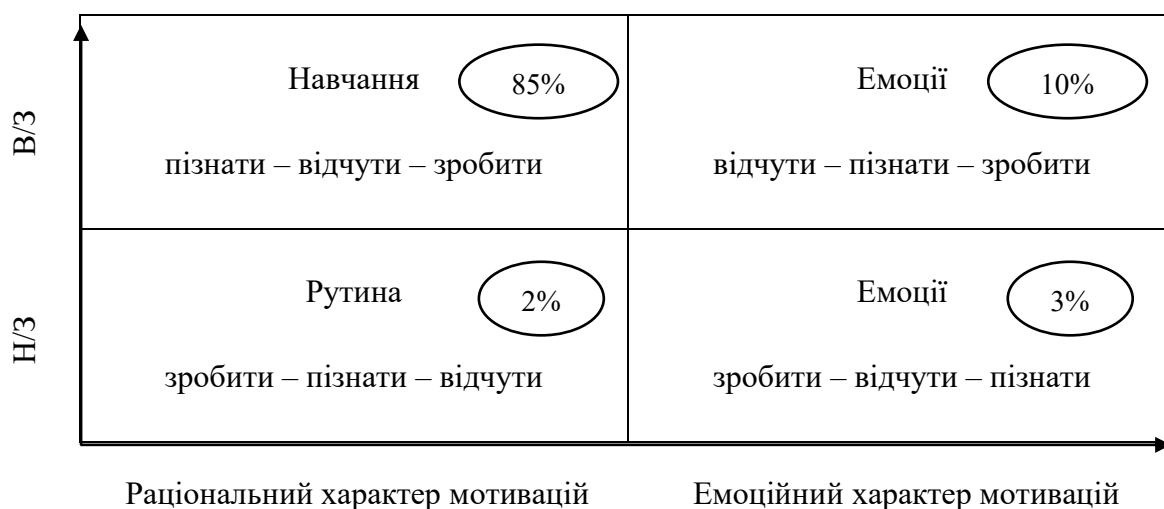 В/З
Навчання 85%
Емоції 10%
пізнати – відчути – зробити
відчути – пізнати – зробити
Н/З
Рутина 2%
Емоції 3%
зробити – пізнати – відчути
зробити – відчути – пізнати
Раціональний характер мотивацій
Емоційний характер мотивацій